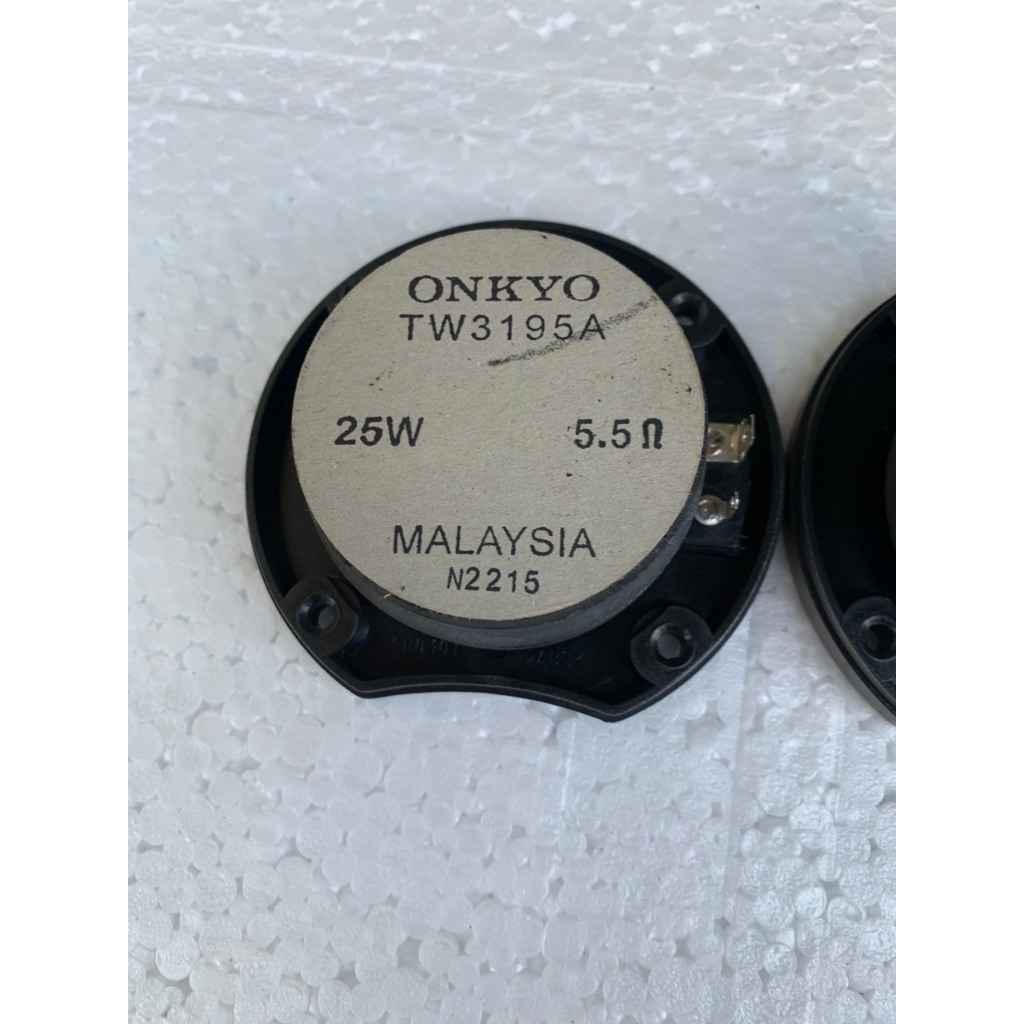 ONKYO
TW3195A
25W 5.5Ω
MALAYSIA
N2215